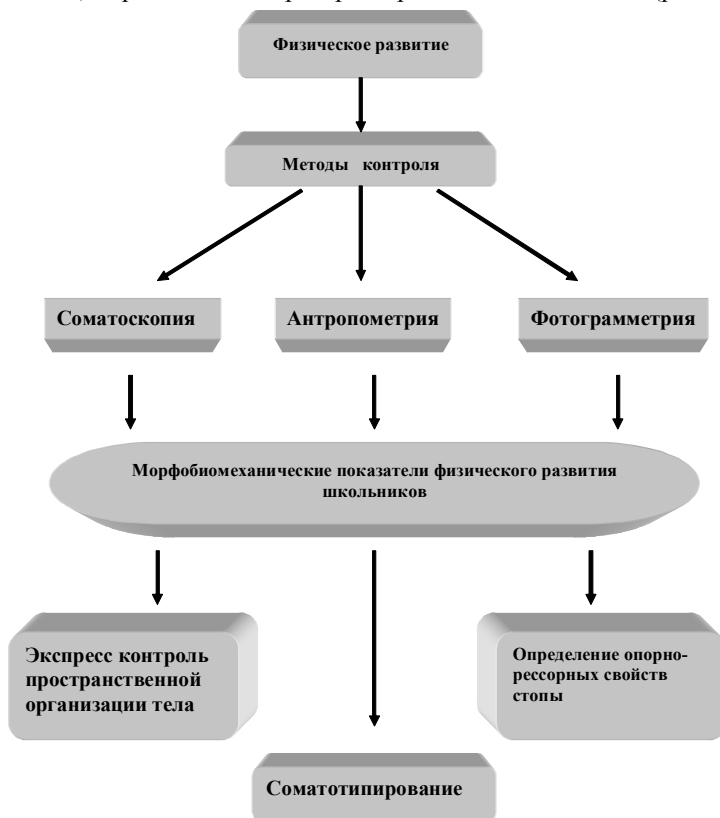 Физическое развитие
Методы контроля
Соматоскопия
Антропометрия
Фотограмметрия
Морфобиомеханические показатели физического развития
школьников
Экспресс контроль
пространственной
организации тела
Определение опорно-
рессорных свойств
стопы
Соматотипирование